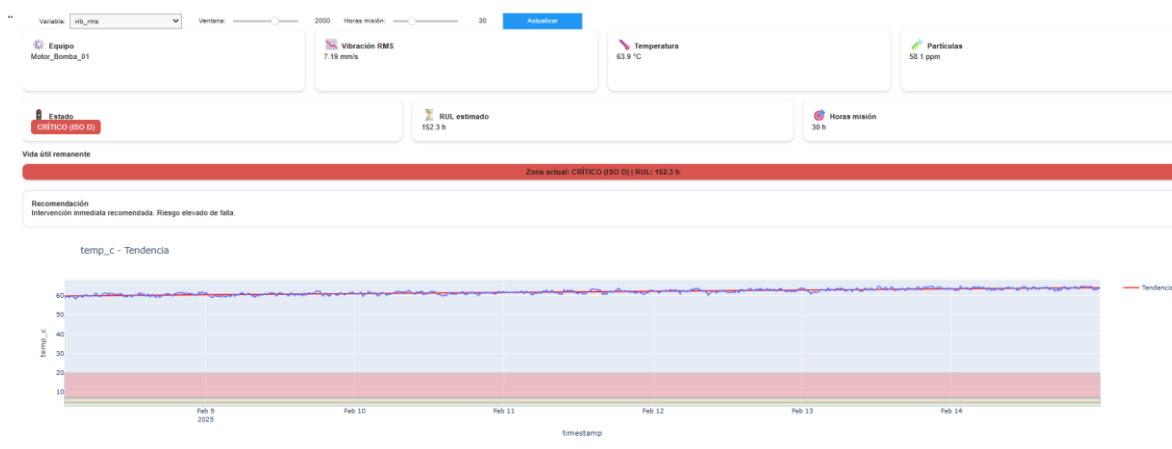 ..
Variable: vib_rms Ventana: 2000 Horas misión: 30 Actualizar
Equipo
Motor_Bomba_01
Vibración RMS
7.19 mm/s
Temperatura
63.9 °C
Partículas
58.1 ppm
Estado
CRÍTICO (ISO D)
RUL estimado
152.3 h
Horas misión
30 h
Vida útil remanente
Zona actual: CRÍTICO (ISO D) | RUL: 152.3 h
Recomendación
Intervención inmediata recomendada. Riesgo elevado de falla.
temp_c - Tendencia
60
50
40
30
20
10
temp_c
Tendencia
Feb 9
2025
Feb 10
Feb 11
Feb 12
Feb 13
Feb 14
timestamp